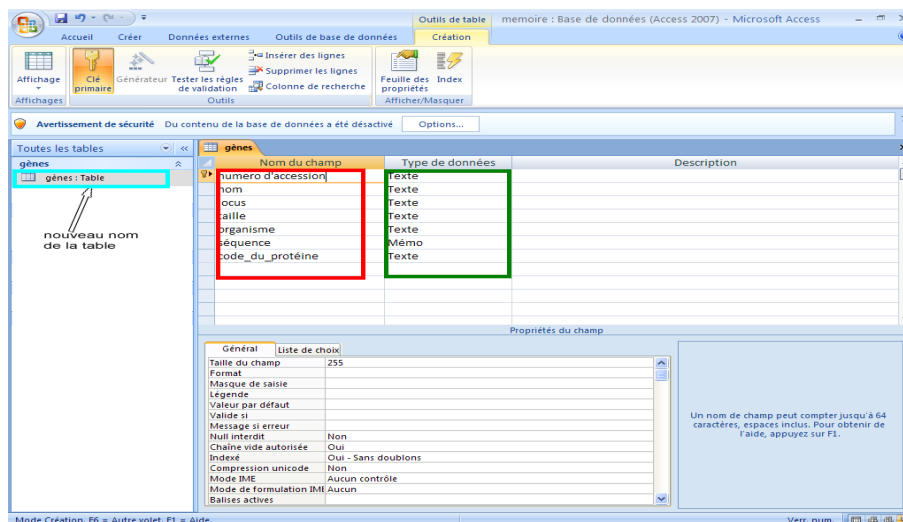 Outils de table
memoire : Base de données (Access 2007) - Microsoft Access
Accueil
Créer
Données externes
Outils de base de données
Création
Affichage
Clé primaire
Générateur
Tester les règles de validation
Insérer des lignes
Supprimer les lignes
Colonne de recherche
Feuille des propriétés
Index
Affichages
Outils
Afficher/Masquer
Avertissement de sécurité Du contenu de la base de données a été désactivé
Options...
Toutes les tables
gènes
gènes : Table
nouveau nom
de la table
gènes
Nom du champ Type de données Description
numero d'accession Texte
nom Texte
locus Texte
taille Texte
organisme Texte
séquence Mémo
code_du_protéine Texte
Propriétés du champ
Général Liste de choix
Taille du champ 255
Format
Masque de saisie
Légende
Valeur par défaut
Valide si
Message si erreur
Null interdit Non
Chaîne vide autorisée Oui
Indexé Oui - Sans doublons
Compression unicode Non
Mode IME Aucun contrôle
Mode de formulation IME Aucun
Balises actives
Un nom de champ peut compter jusqu'à 64
caractères, espaces inclus. Pour obtenir de
l'aide, appuyez sur F1.
Mode Création. F6 = Autre volet. F1 = Aide.
Verr. num.